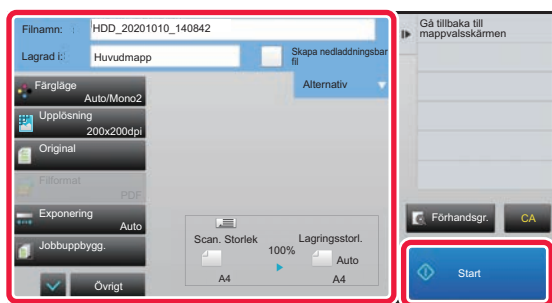 Filnamn:
HDD_20201010_140842
Lagrad i:
Huvudmapp
Skapa nedladdningsbar
fil
Alternativ
Färgläge
Auto/Mono2
Upplösning
200x200dpi
Original
Filformat
PDF
Exponering
Auto
Jobbuppbygg.
Övrigt
Scan. Storlek
A4
100%
Lagringsstorl.
Auto
A4
Gå tillbaka till
mappvalsskärmen
Förhandsgr.
CA
Start